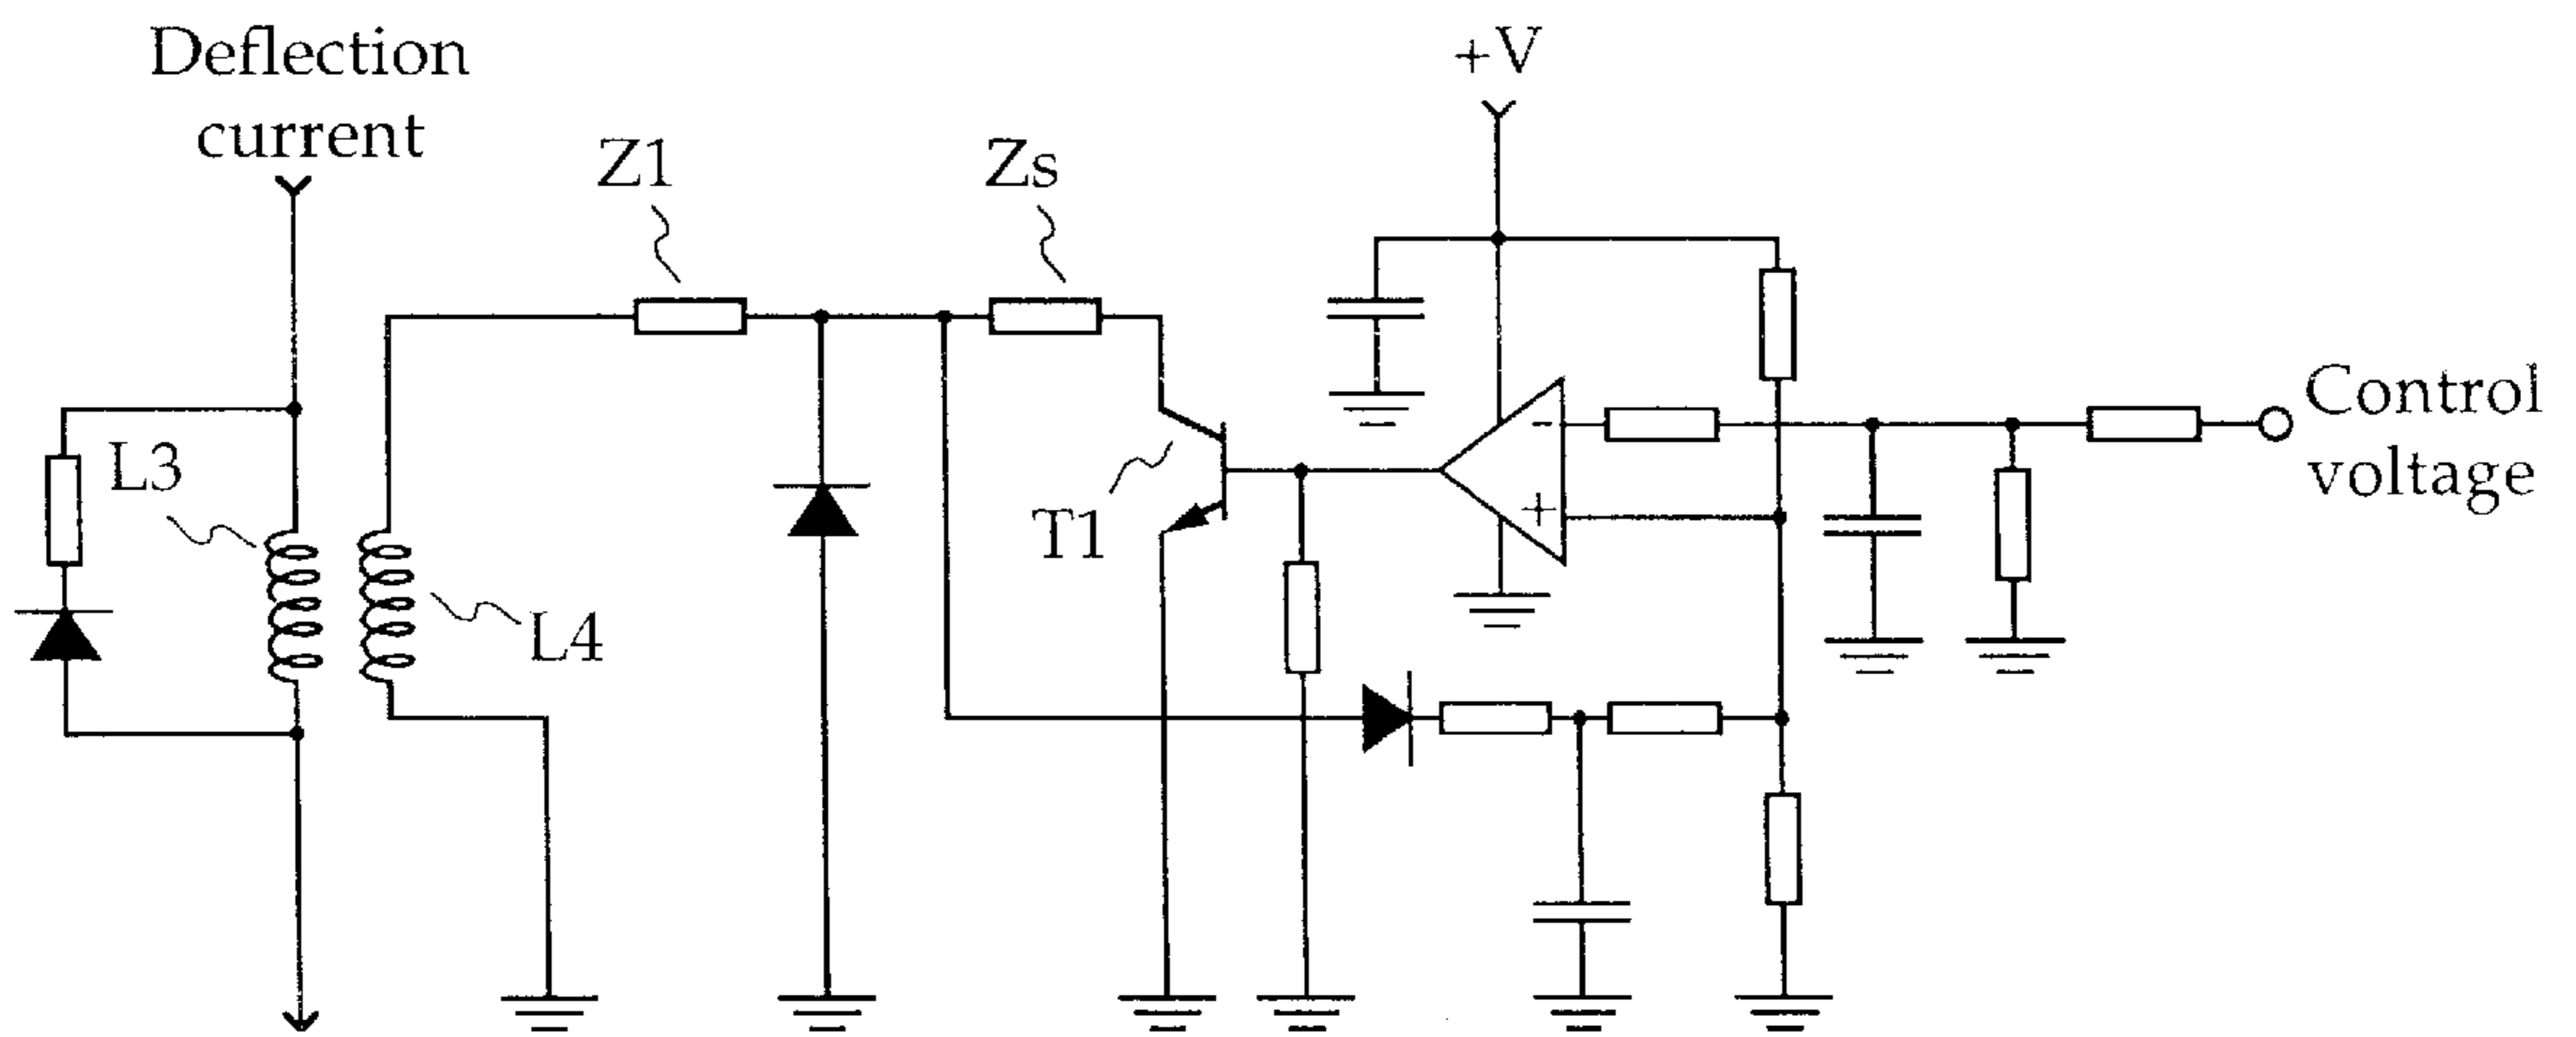 Deflection
current
Z1
Zs
+V
L3
L4
T1
-
+
Control
voltage